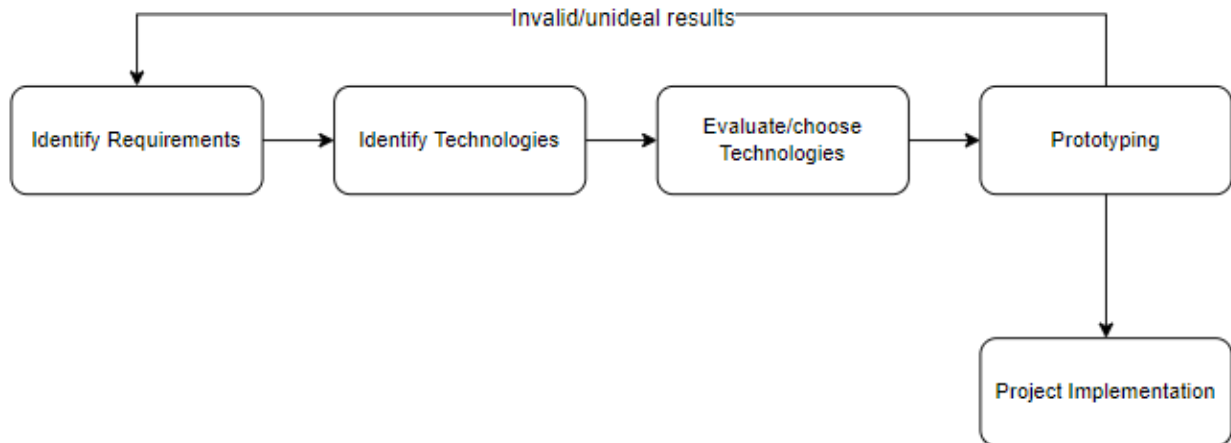 Invalid/unideal results
Identify Requirements
Identify Technologies
Evaluate/choose
Technologies
Prototyping
Project Implementation